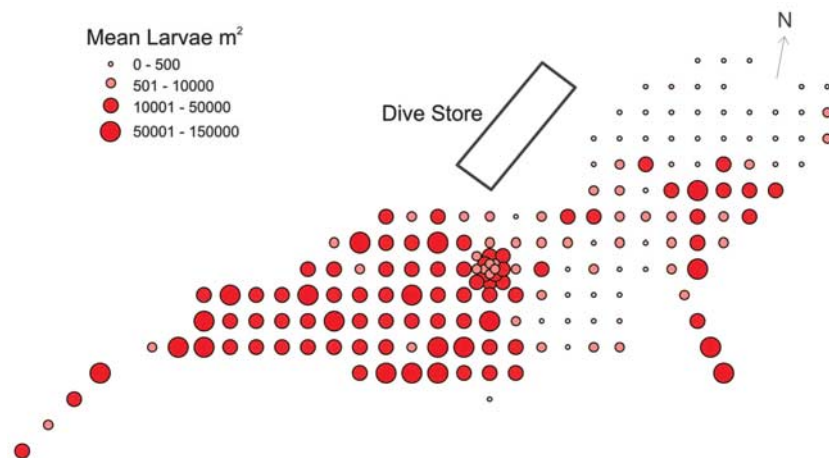 N
Mean Larvae m²
0 - 500
501 - 10000
10001 - 50000
50001 - 150000
Dive Store